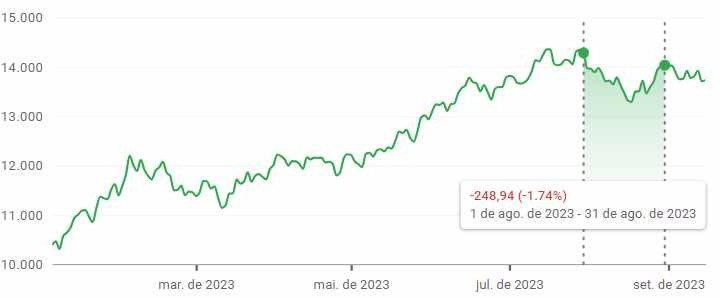 15.000
14.000
13.000
12.000
11.000
10.000
-248,94 (-1.74%)
1 de ago. de 2023 - 31 de ago. de 2023
mar. de 2023
mai. de 2023
jul. de 2023
set. de 2023